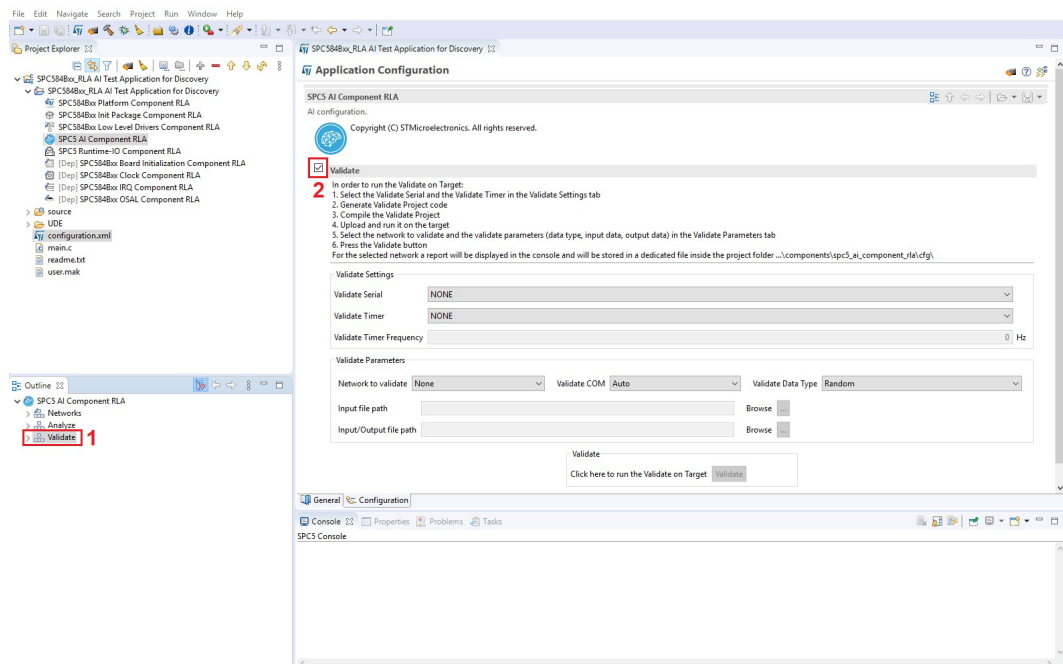 File Edit Navigate Search Project Run Window Help
Project Explorer
SPC584Bxx_RLA AI Test Application for Discovery
SPC584Bxx_RLA AI Test Application for Discovery
SPC584Bxx Platform Component RLA
SPC584Bxx Init Package Component RLA
SPC584Bxx Low Level Drivers Component RLA
SPC5 AI Component RLA
SPC5 Runtime-IO Component RLA
[Dep] SPC584Bxx Board Initialization Component RLA
[Dep] SPC584Bxx Clock Component RLA
[Dep] SPC584Bxx IRQ Component RLA
[Dep] SPC584Bxx OSAL Component RLA
source
UDE
configuration.xml
main.c
readme.txt
user.mak
Outline
SPC5 AI Component RLA
Networks
Analyze
Validate 1
SPC584Bxx_RLA AI Test Application for Discovery
Application Configuration
SPC5 AI Component RLA
AI configuration.
Copyright (C) STMicroelectronics. All rights reserved.
Validate
2
In order to run the Validate on Target:
1. Select the Validate Serial and the Validate Timer in the Validate Settings tab
2. Generate Validate Project code
3. Compile the Validate Project
4. Upload and run it on the target
5. Select the network to validate and the validate parameters (data type, input data, output data) in the Validate Parameters tab
6. Press the Validate button
For the selected network a report will be displayed in the console and will be stored in a dedicated file inside the project folder ...\components\spc5_ai_component_rla\cfg\
Validate Settings
Validate Serial NONE
Validate Timer NONE
Validate Timer Frequency 0 Hz
Validate Parameters
Network to validate None Validate COM Auto Validate Data Type Random
Input file path Browse ...
Input/Output file path Browse ...
Validate
Click here to run the Validate on Target Validate
General Configuration
Console Properties Problems Tasks
SPC5 Console